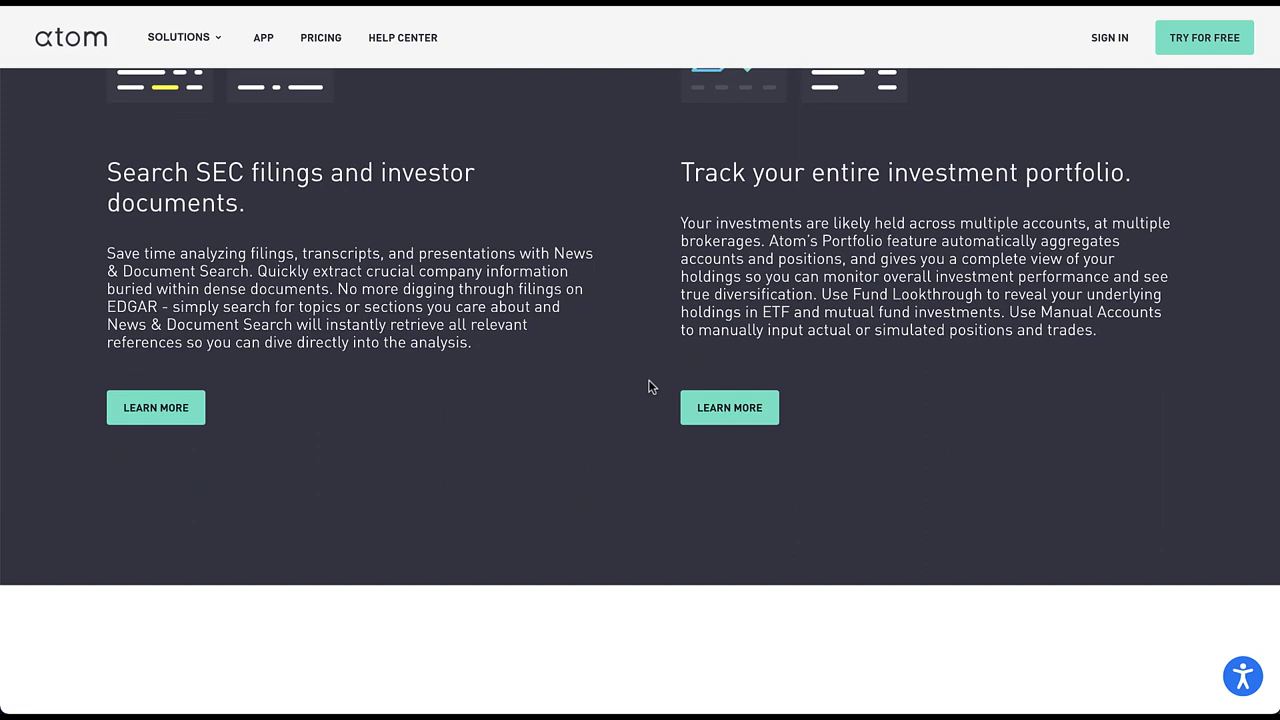 atom
SOLUTIONS
APP
PRICING
HELP CENTER
SIGN IN
TRY FOR FREE
Search SEC filings and investor
documents.
Save time analyzing filings, transcripts, and presentations with News
& Document Search. Quickly extract crucial company information
buried within dense documents. No more digging through filings on
EDGAR - simply search for topics or sections you care about and
News & Document Search will instantly retrieve all relevant
references so you can dive directly into the analysis.
LEARN MORE
Track your entire investment portfolio.
Your investments are likely held across multiple accounts, at multiple
brokerages. Atom's Portfolio feature automatically aggregates
accounts and positions, and gives you a complete view of your
holdings so you can monitor overall investment performance and see
true diversification. Use Fund Lookthrough to reveal your underlying
holdings in ETF and mutual fund investments. Use Manual Accounts
to manually input actual or simulated positions and trades.
LEARN MORE